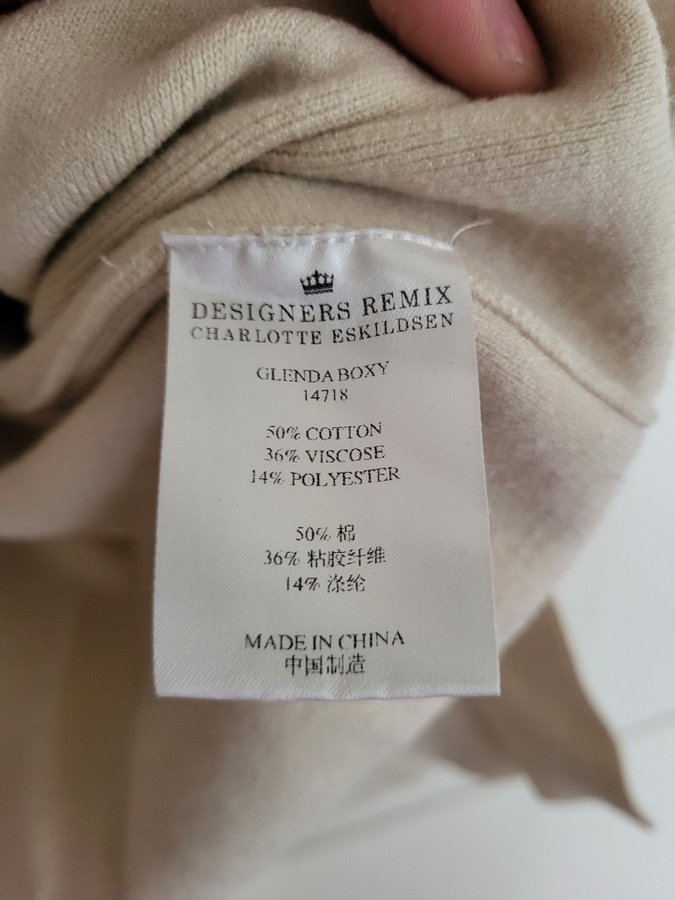 DESIGNERS REMIX
CHARLOTTE ESKILDSEN
GLENDA BOXY
14718
50% COTTON
36% VISCOSE
14% POLYESTER
50% 棉
36% 粘胶纤维
14% 涤纶
MADE IN CHINA
中国制造